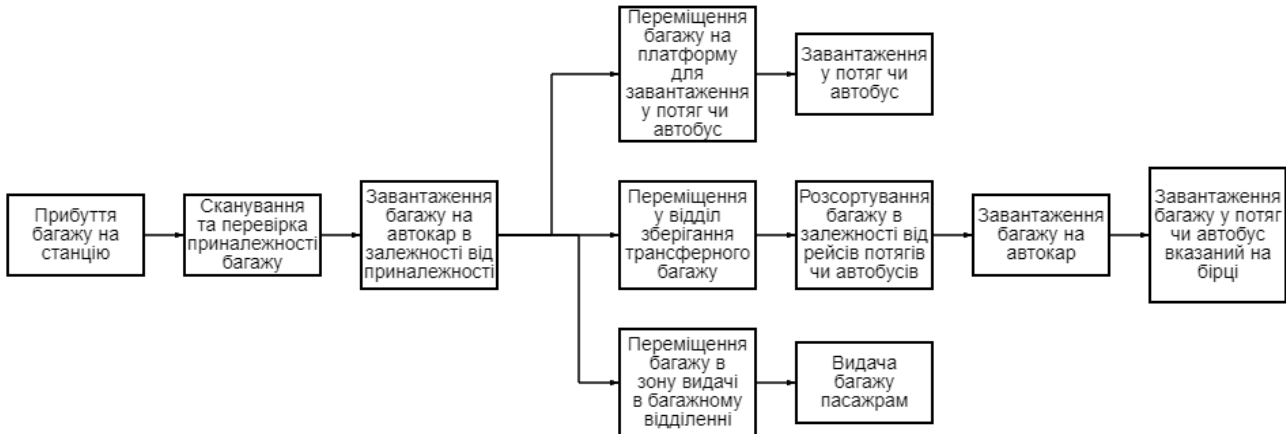 Прибуття
багажу на
станцію
Сканування
та перевірка
приналежності
багажу
Завантаження
багажу на
автокар в
залежності від
приналежності
Переміщення
багажу на
платформу
для
завантаження
у потяг чи
автобус
Завантаження
у потяг чи
автобус
Переміщення
у відділ
зберігання
трансферного
багажу
Розсортування
багажу в
залежності від
рейсів потягів
чи автобусів
Завантаження
багажу на
автокар
Завантаження
багажу у потяг
чи автобус
вказаний на
бірці
Переміщення
багажу в
зону видачі
в багажному
відділенні
Видача
багажу
пасажрам